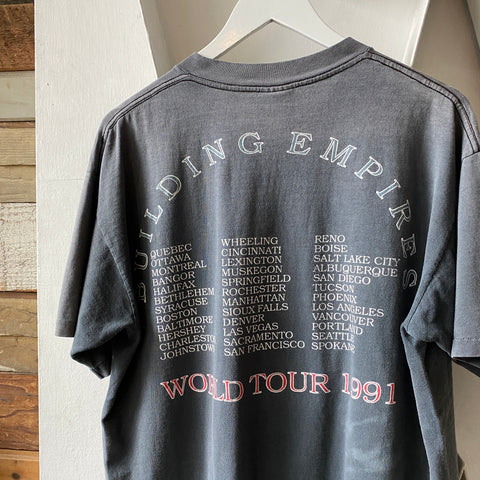 BUILDING EMPIRES
QUEBEC
OTTAWA
MONTREAL
BANGOR
HALIFAX
BETHLEHEM
SYRACUSE
BOSTON
BALTIMORE
HERSHEY
CHARLESTON
JOHNSTOWN
WHEELING
CINCINNATI
LEXINGTON
MUSKEGON
SPRINGFIELD
ROCHESTER
MANHATTAN
SIOUX FALLS
DENVER
LAS VEGAS
SACRAMENTO
SAN FRANCISCO
RENO
BOISE
SALT LAKE CITY
ALBUQUERQUE
SAN DIEGO
TUCSON
PHOENIX
LOS ANGELES
VANCOUVER
PORTLAND
SEATTLE
SPOKANE
WORLD TOUR 1991